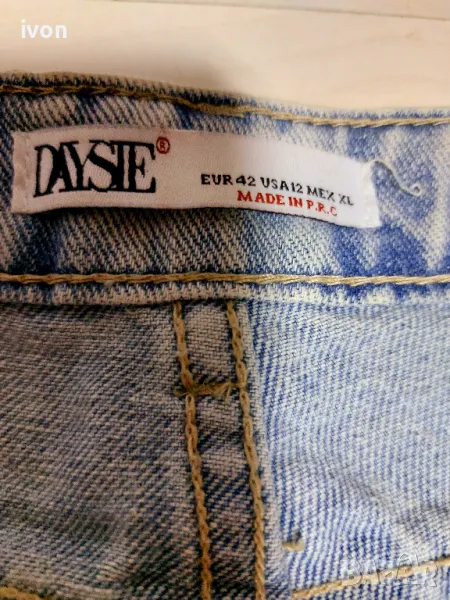 ivon
DAYSIE®
EUR 42 USA 12 MEX XL
MADE IN P.R.C